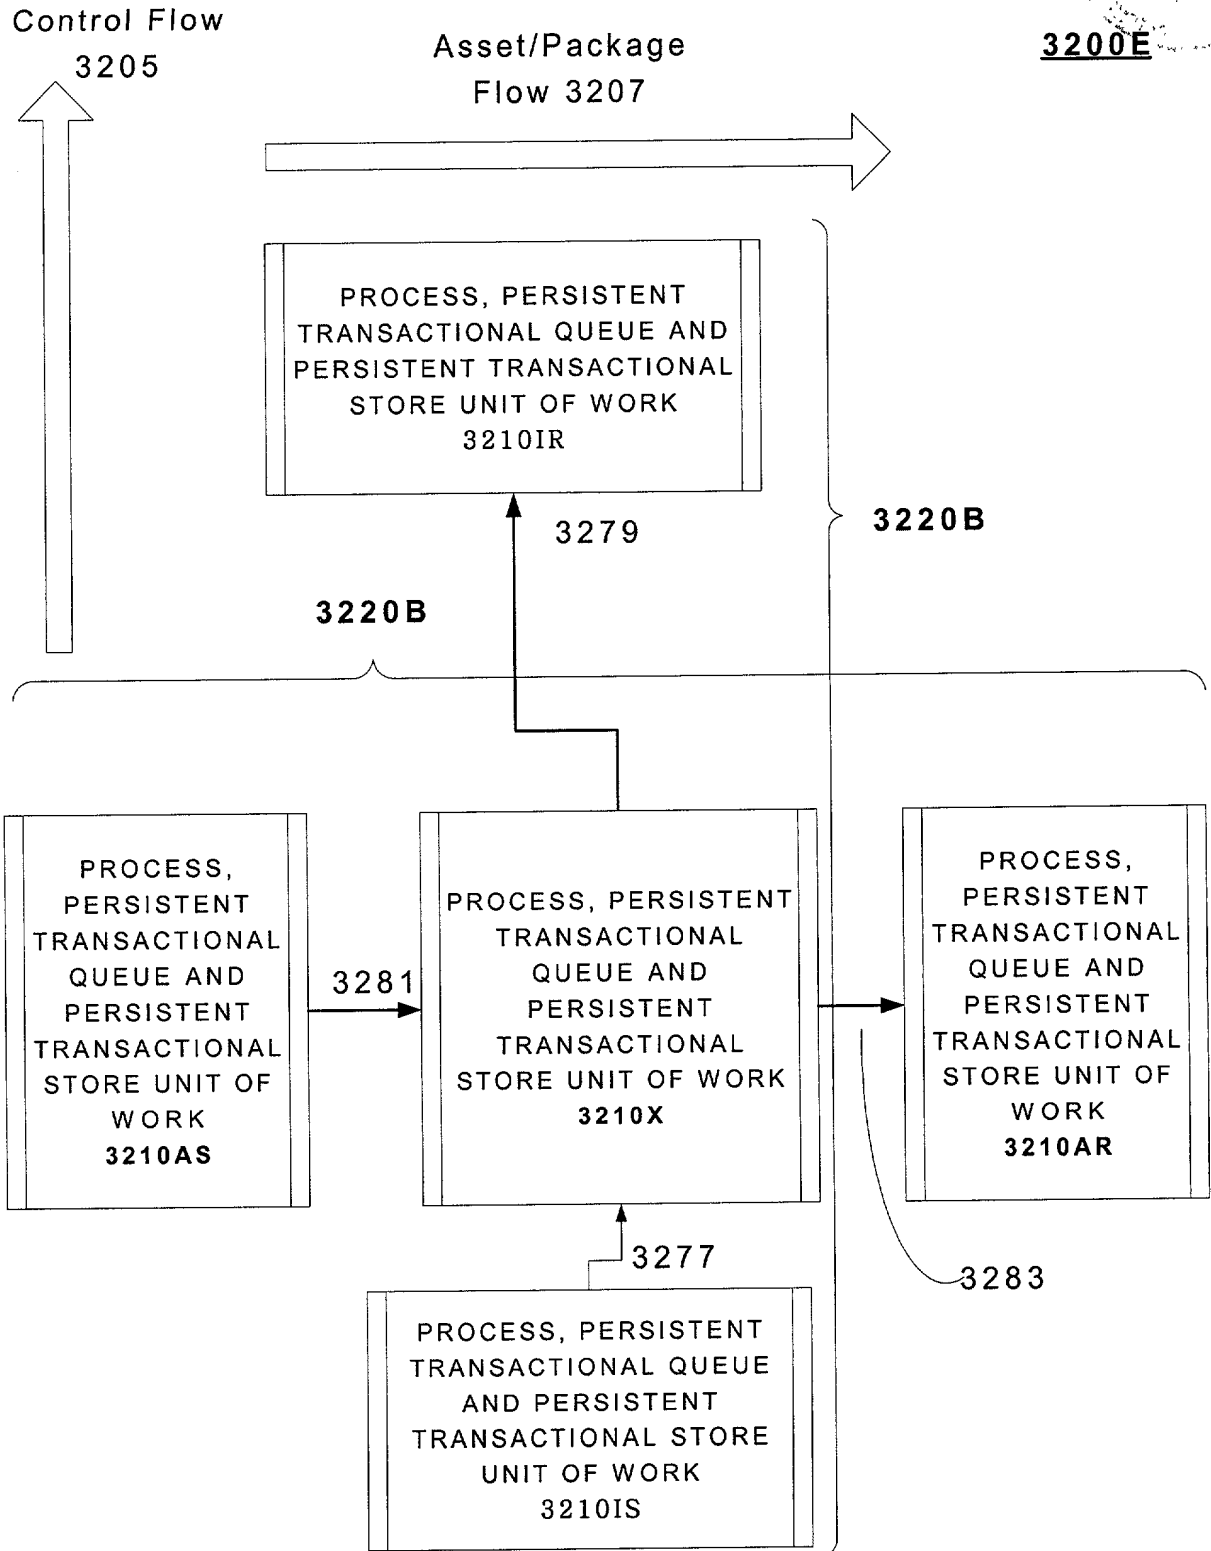 Control Flow
3205
Asset/Package
Flow 3207
3200E
PROCESS, PERSISTENT
TRANSACTIONAL QUEUE AND
PERSISTENT TRANSACTIONAL
STORE UNIT OF WORK
3210IR
3279
3220B
3220B
PROCESS,
PERSISTENT
TRANSACTIONAL
QUEUE AND
PERSISTENT
TRANSACTIONAL
STORE UNIT OF
WORK
3210AS
3281
PROCESS, PERSISTENT
TRANSACTIONAL
QUEUE AND
PERSISTENT
TRANSACTIONAL
STORE UNIT OF WORK
3210X
PROCESS,
PERSISTENT
TRANSACTIONAL
QUEUE AND
PERSISTENT
TRANSACTIONAL
STORE UNIT OF
WORK
3210AR
3277
3283
PROCESS, PERSISTENT
TRANSACTIONAL QUEUE
AND PERSISTENT
TRANSACTIONAL STORE
UNIT OF WORK
3210IS